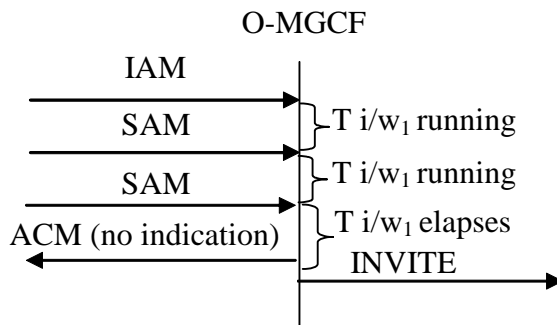 O-MGCF
IAM
T i/w₁ running
SAM
T i/w₁ running
SAM
T i/w₁ elapses
ACM (no indication)
INVITE